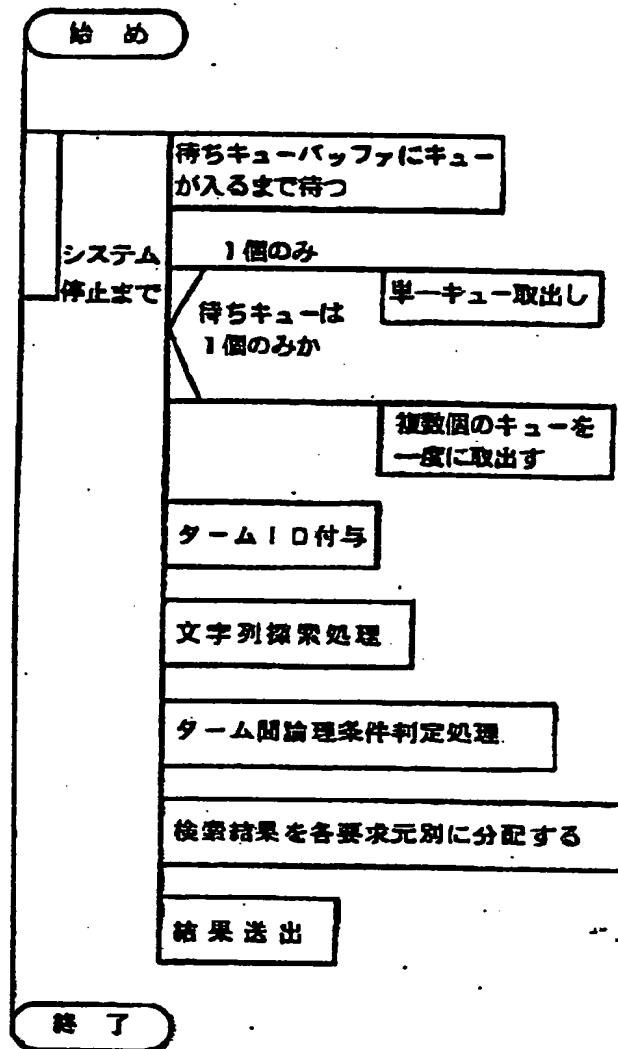 始め
待ちキューバッファにキュー
が入るまで待つ
システム
停止まで
1個のみ
待ちキューは
1個のみか
単一キュー取出し
複数個のキューを
一度に取出す
タームID付与
文字列探索処理
ターム間論理条件判定処理
検索結果を各要求元別に分配する
結果送出
終了